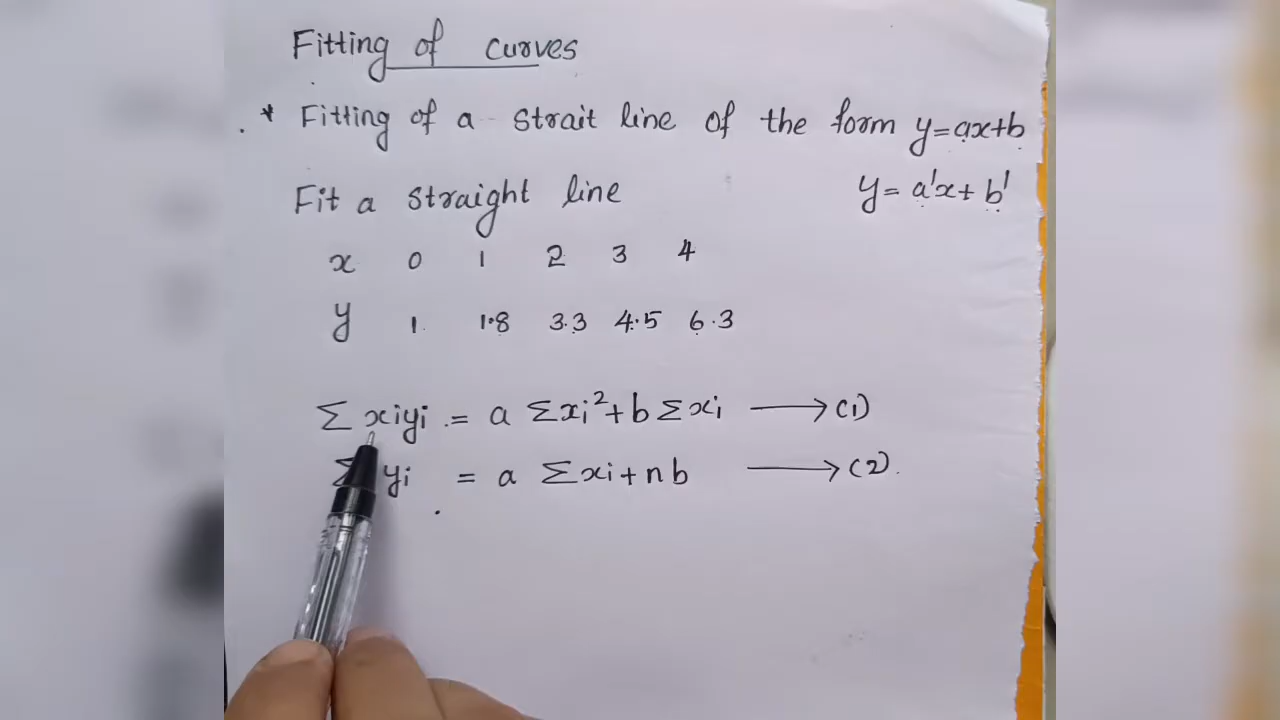 Fitting of curves
* Fitting of a strait line of the form y=ax+b
Fit a straight line y= a'x+ b'
x 0 1 2 3 4
y 1. 1.8 3.3 4.5 6.3
Σ xiyi = a Σxi²+b Σxi ⟶(1)
Σ yi = a Σxi+nb ⟶(2).